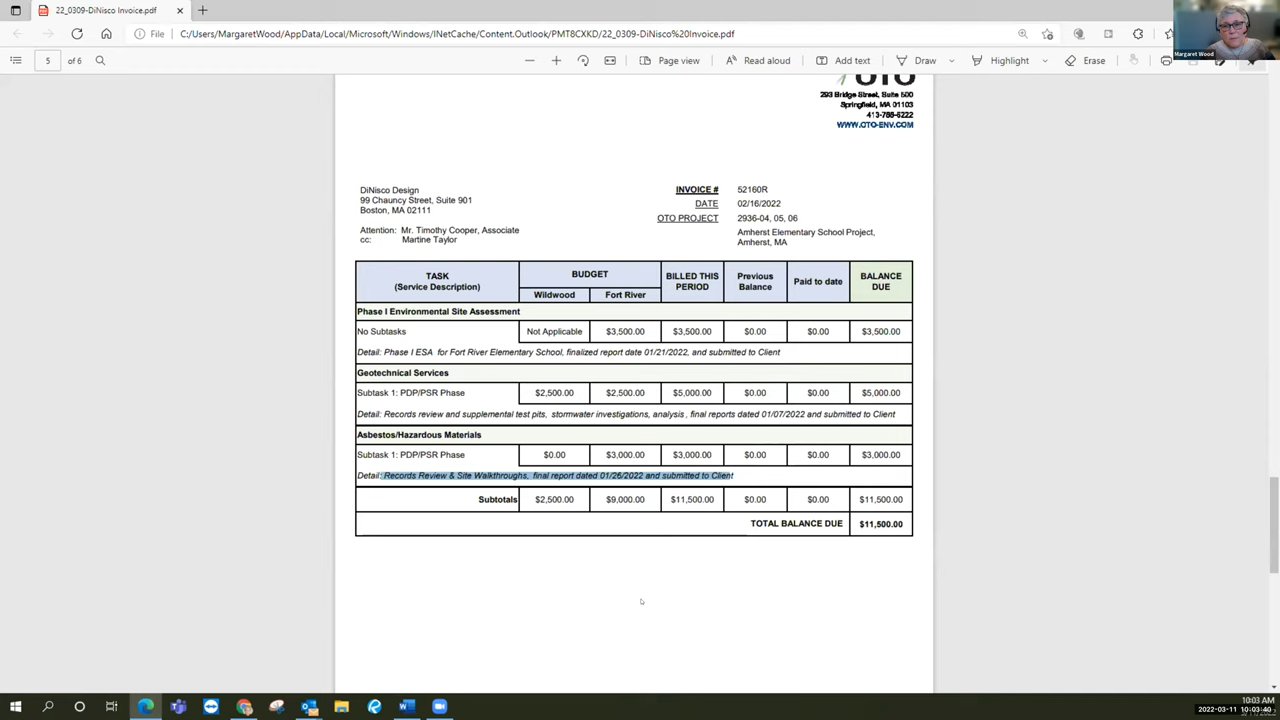 22_0309-DiNisco Invoice.pdf
File
C:/Users/MargaretWood/AppData/Local/Microsoft/Windows/INetCache/Content.Outlook/PMT8CXKD/22_0309-DiNisco%20Invoice.pdf
Margaret Wood
5 of 6
Page view
Read aloud
Add text
Draw
Highlight
Erase
OTO
293 Bridge Street, Suite 500
Springfield, MA 01103
413-788-6222
WWW.OTO-ENV.COM
DiNisco Design
99 Chauncy Street, Suite 901
Boston, MA 02111
Attention: Mr. Timothy Cooper, Associate
cc: Martine Taylor
INVOICE # 52160R
DATE 02/16/2022
OTO PROJECT 2936-04, 05, 06
Amherst Elementary School Project,
Amherst, MA
TASK (Service Description) BUDGET BILLED THIS PERIOD Previous Balance Paid to date BALANCE DUE
Wildwood Fort River
Phase I Environmental Site Assessment
No Subtasks Not Applicable $3,500.00 $3,500.00 $0.00 $0.00 $3,500.00
Detail: Phase I ESA for Fort River Elementary School, finalized report date 01/21/2022, and submitted to Client
Geotechnical Services
Subtask 1: PDP/PSR Phase $2,500.00 $2,500.00 $5,000.00 $0.00 $0.00 $5,000.00
Detail: Records review and supplemental test pits, stormwater investigations, analysis , final reports dated 01/07/2022 and submitted to Client
Asbestos/Hazardous Materials
Subtask 1: PDP/PSR Phase $0.00 $3,000.00 $3,000.00 $0.00 $0.00 $3,000.00
Detail: Records Review & Site Walkthroughs, final report dated 01/26/2022 and submitted to Client
Subtotals $2,500.00 $9,000.00 $11,500.00 $0.00 $0.00 $11,500.00
TOTAL BALANCE DUE $11,500.00
10:03 AM
2022-03-11 10:03:40